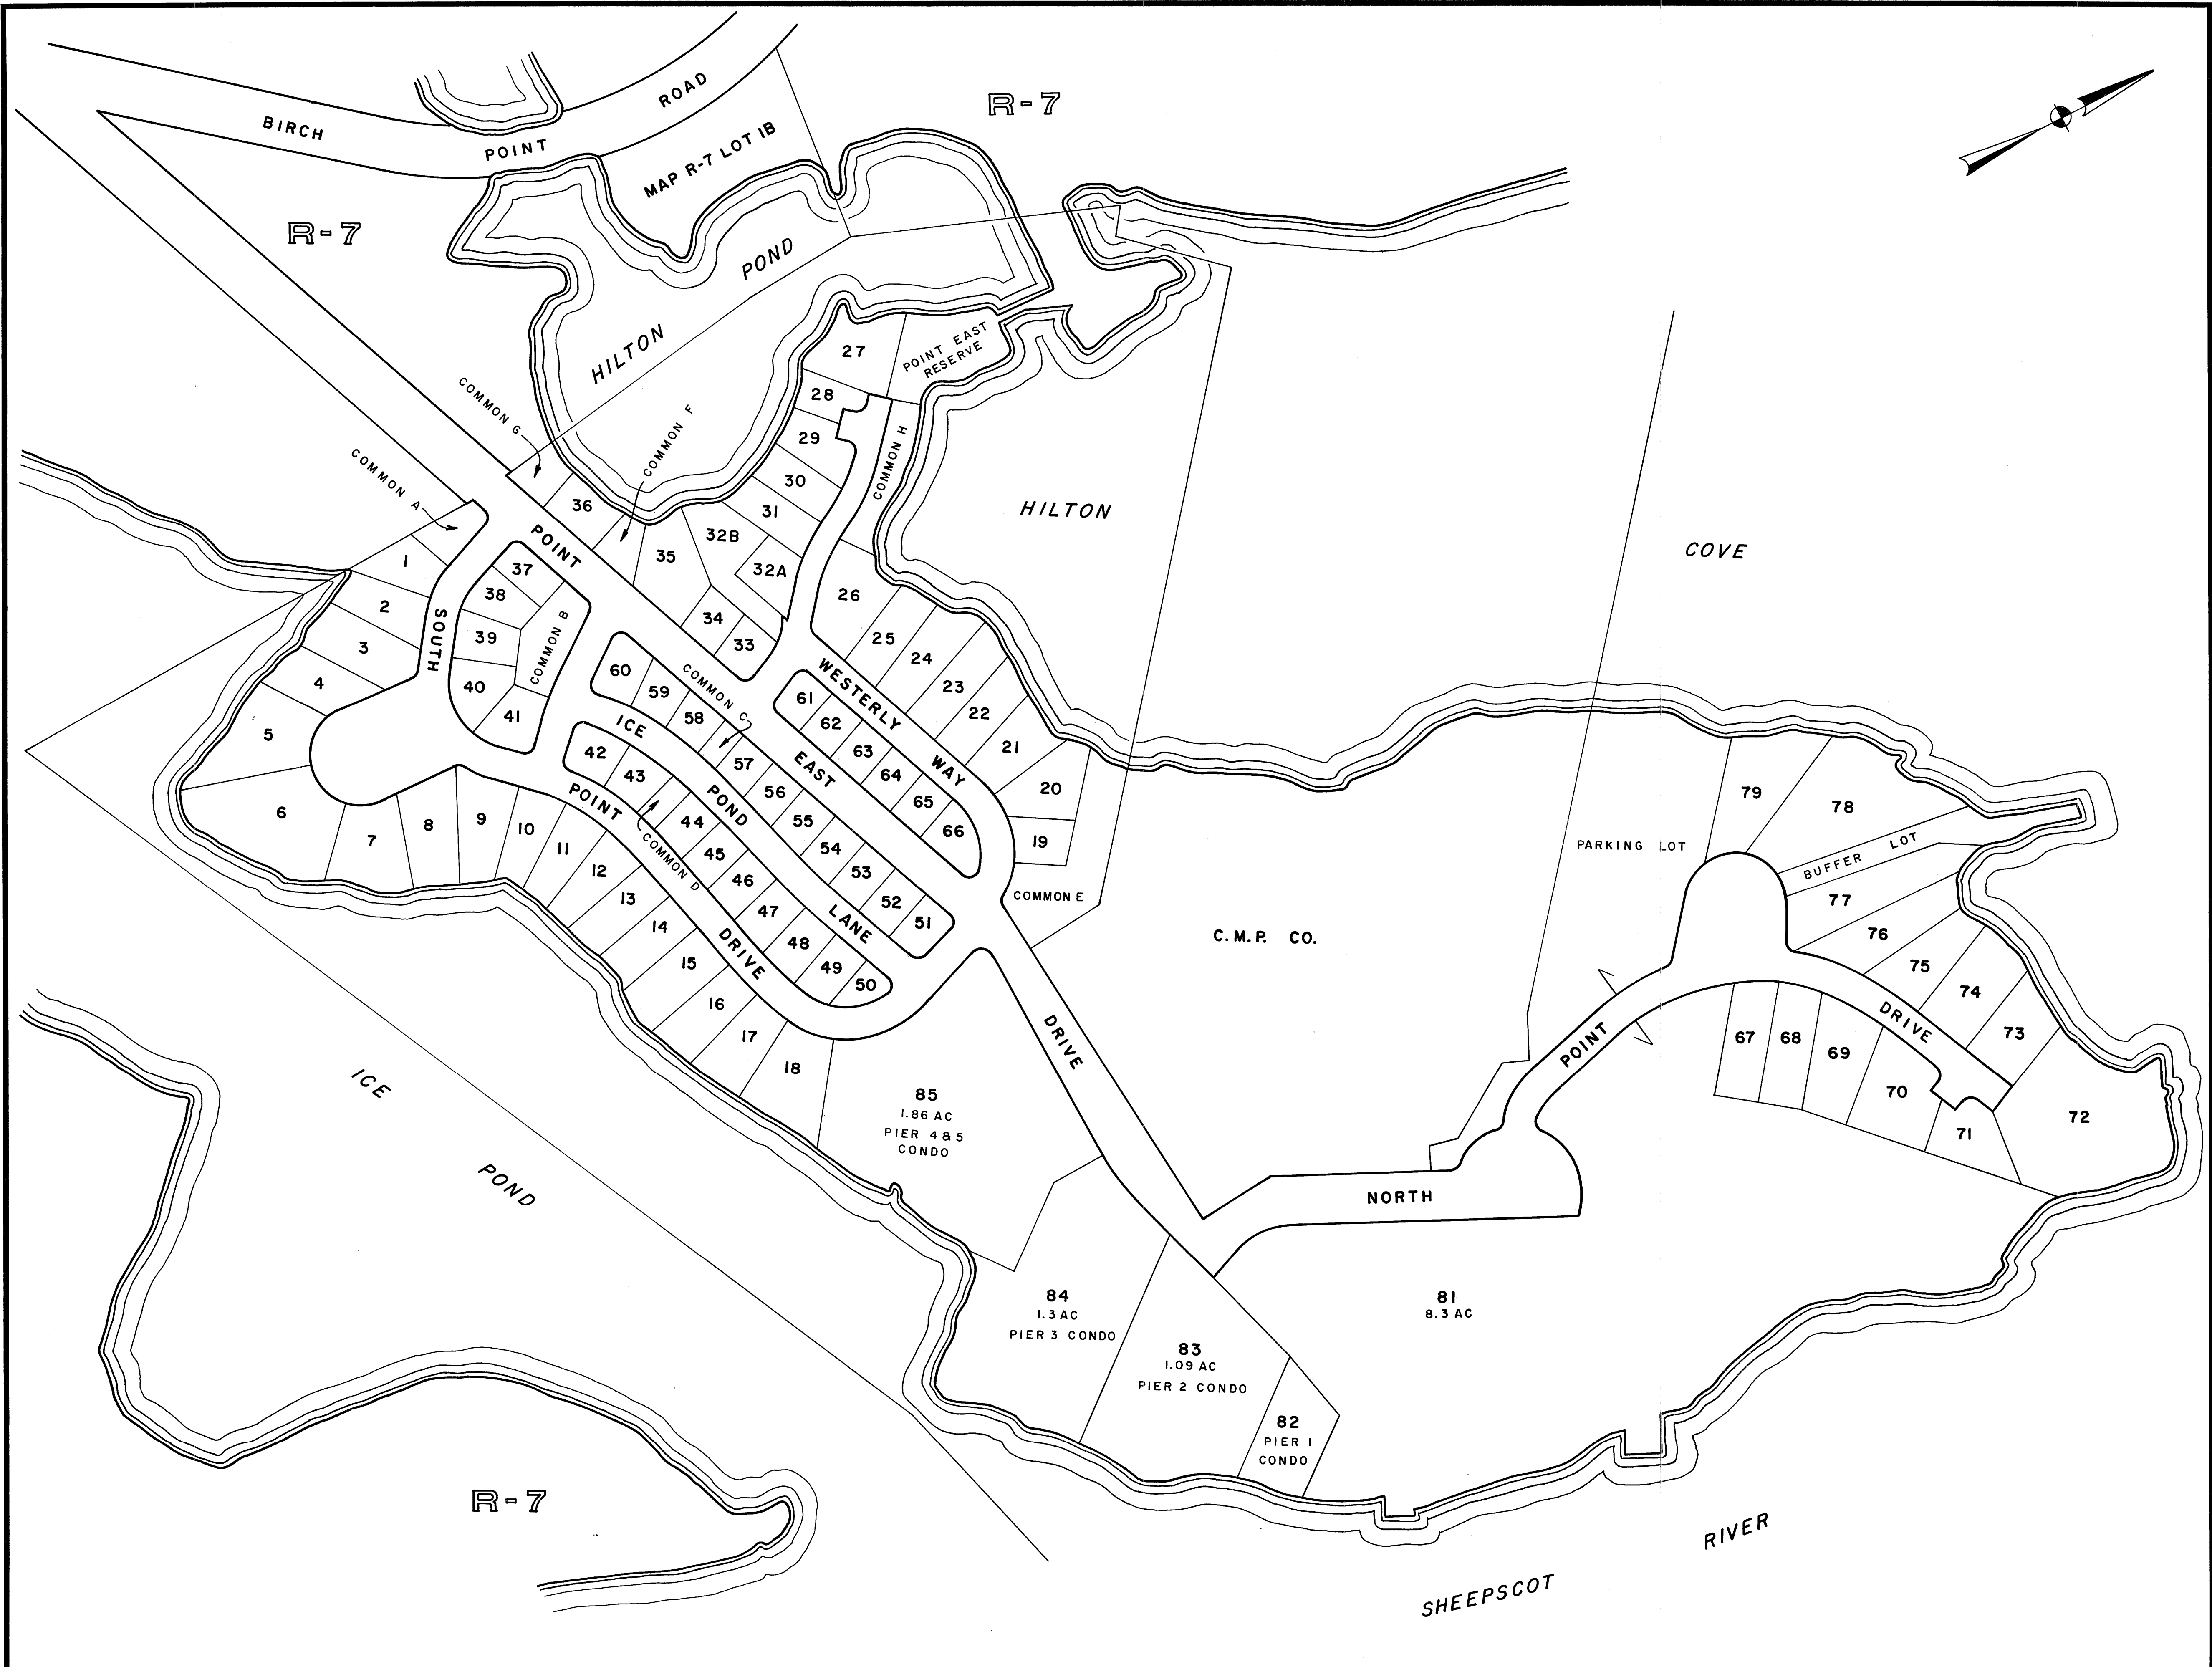 R-7
BIRCH POINT ROAD
MAP R-7 LOT 1B
R-7
HILTON POND
POINT EAST
RESERVE
COMMON G
COMMON F
COMMON A
COMMON H
27
28
29
30
31
32B
32A
36
35
34
33
HILTON COVE
1
2
3
4
5
6
7
8
9
10
11
12
13
14
15
16
17
18
SOUTH POINT DRIVE
37
38
39
40
41
COMMON B
POINT EAST DRIVE
26
25
24
23
22
21
20
19
COMMON E
WESTERLY WAY
61
62
63
64
65
66
60
59
58
COMMON C
57
56
55
54
53
52
51
ICE POND LANE
42
43
COMMON D
44
45
46
47
48
49
50
C.M.P. CO.
PARKING LOT
79
78
BUFFER LOT
77
76
75
74
73
72
67
68
69
70
71
NORTH POINT DRIVE
85
1.86 AC
PIER 4 & 5
CONDO
84
1.3 AC
PIER 3 CONDO
83
1.09 AC
PIER 2 CONDO
82
PIER 1
CONDO
81
8.3 AC
ICE POND
R-7
SHEEPSCOT RIVER